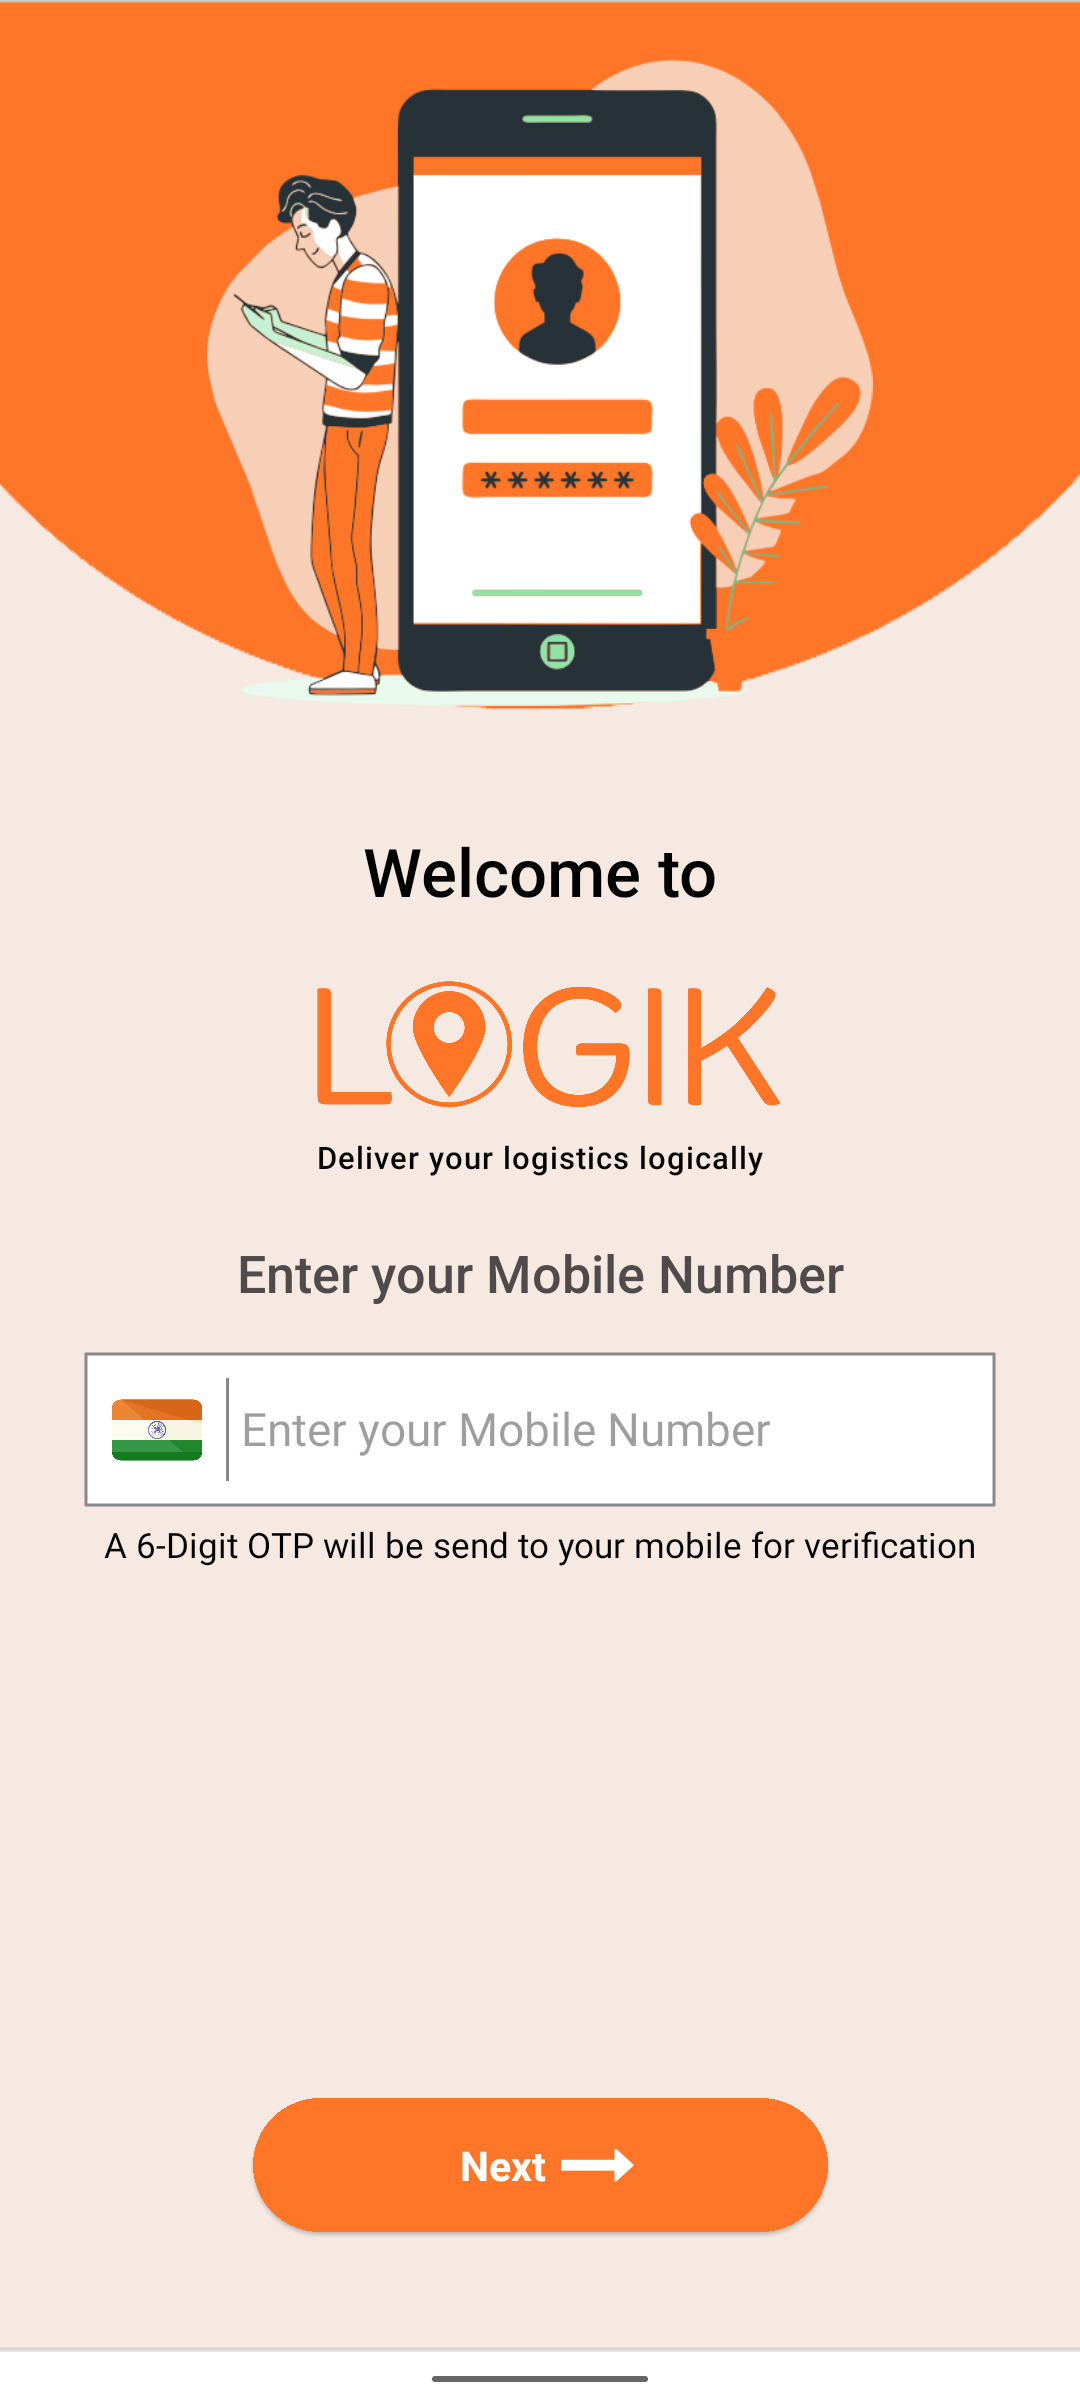 ******
Welcome to
LOGIK
Deliver your logistics logically
Enter your Mobile Number
Enter your Mobile Number
A 6-Digit OTP will be send to your mobile for verification
Next